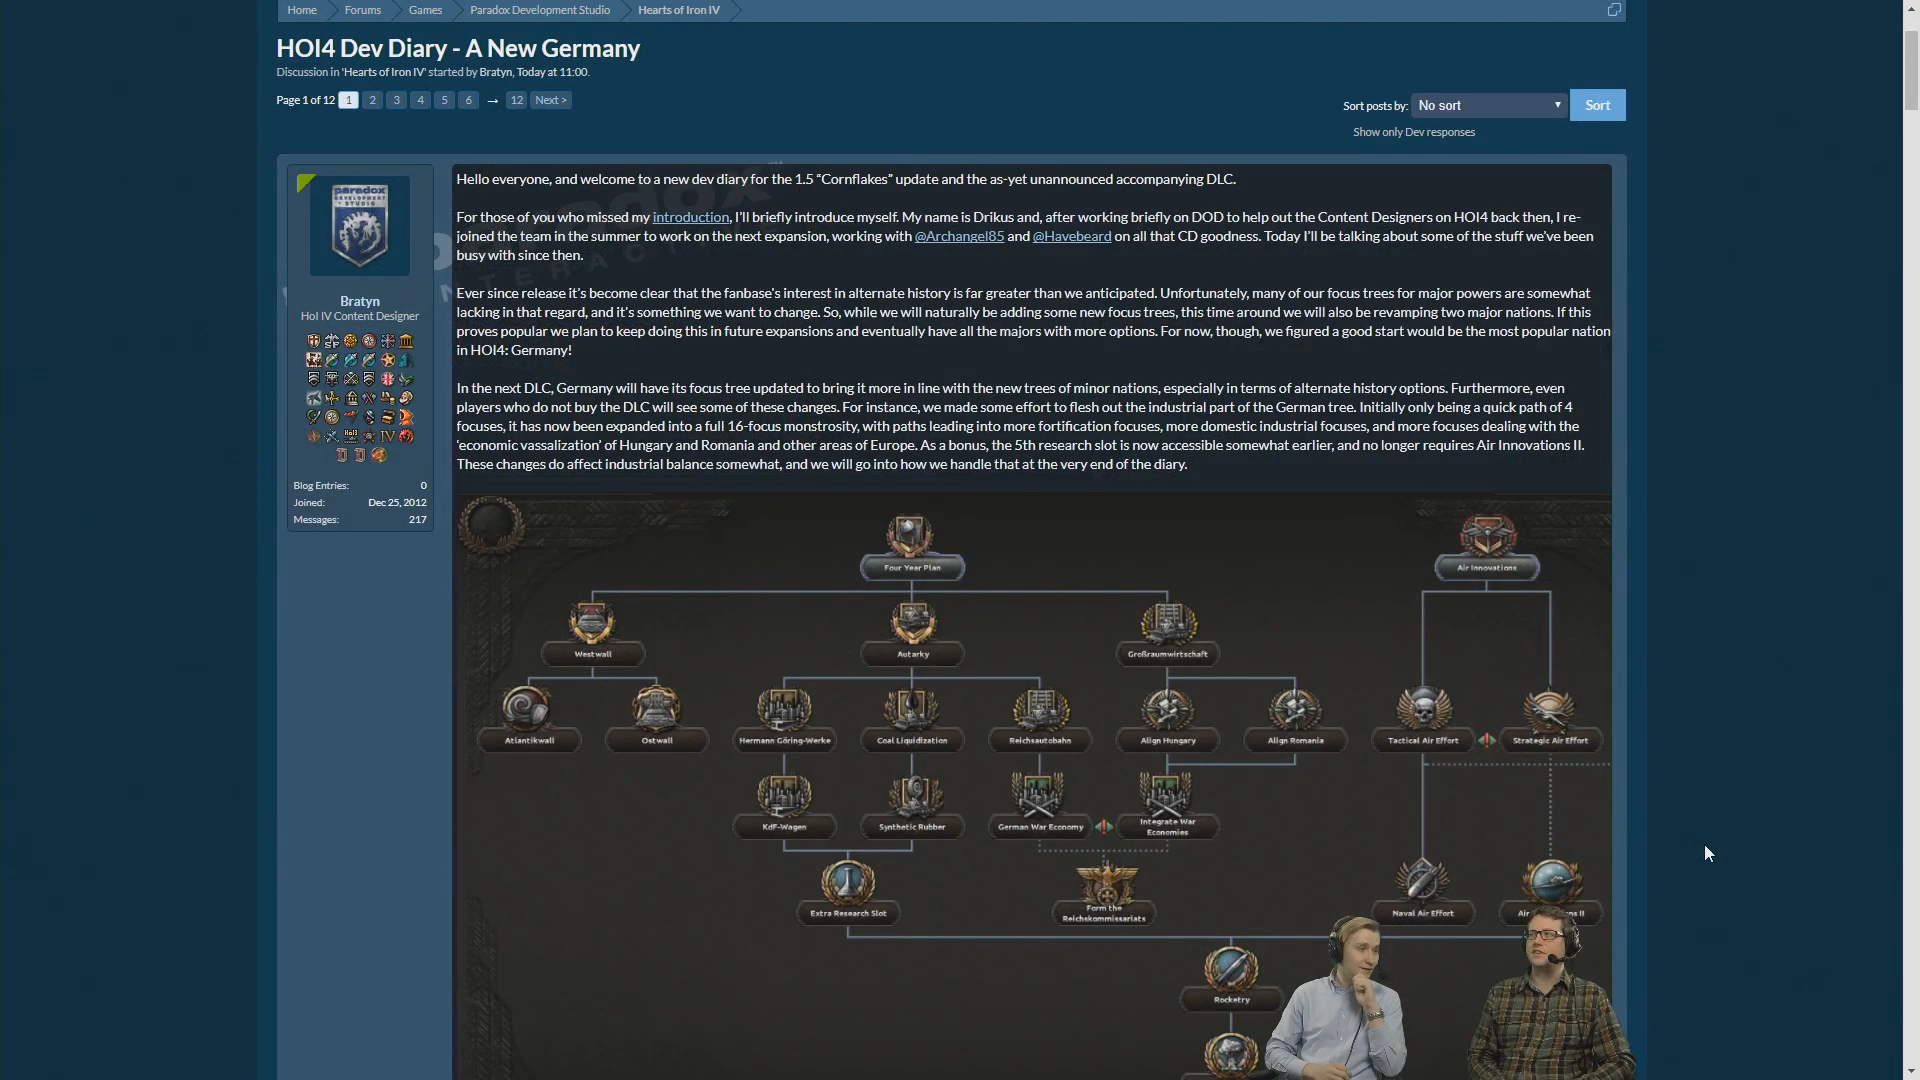 Home Forums Games Paradox Development Studio Hearts of Iron IV
HOI4 Dev Diary - A New Germany
Discussion in 'Hearts of Iron IV' started by Bratyn, Today at 11:00.
Page 1 of 12 1 2 3 4 5 6 → 12 Next >
Sort posts by: No sort Sort
Show only Dev responses
paradox
DEVELOPMENT
STUDIO
Bratyn
HoI IV Content Designer
Blog Entries: 0
Joined: Dec 25, 2012
Messages: 217
Hello everyone, and welcome to a new dev diary for the 1.5 “Cornflakes” update and the as-yet unannounced accompanying DLC.
For those of you who missed my introduction, I’ll briefly introduce myself. My name is Drikus and, after working briefly on DOD to help out the Content Designers on HOI4 back then, I re-
joined the team in the summer to work on the next expansion, working with @Archangel85 and @Havebeard on all that CD goodness. Today I’ll be talking about some of the stuff we've been
busy with since then.
Ever since release it's become clear that the fanbase's interest in alternate history is far greater than we anticipated. Unfortunately, many of our focus trees for major powers are somewhat
lacking in that regard, and it's something we want to change. So, while we will naturally be adding some new focus trees, this time around we will also be revamping two major nations. If this
proves popular we plan to keep doing this in future expansions and eventually have all the majors with more options. For now, though, we figured a good start would be the most popular nation
in HOI4: Germany!
In the next DLC, Germany will have its focus tree updated to bring it more in line with the new trees of minor nations, especially in terms of alternate history options. Furthermore, even
players who do not buy the DLC will see some of these changes. For instance, we made some effort to flesh out the industrial part of the German tree. Initially only being a quick path of 4
focuses, it has now been expanded into a full 16-focus monstrosity, with paths leading into more fortification focuses, more domestic industrial focuses, and more focuses dealing with the
‘economic vassalization’ of Hungary and Romania and other areas of Europe. As a bonus, the 5th research slot is now accessible somewhat earlier, and no longer requires Air Innovations II.
These changes do affect industrial balance somewhat, and we will go into how we handle that at the very end of the diary.
Four Year Plan
Air Innovations
Westwall
Autarky
Großraumwirtschaft
Atlantikwall
Ostwall
Hermann Göring-Werke
Coal Liquidization
Reichsautobahn
Align Hungary
Align Romania
Tactical Air Effort
Strategic Air Effort
KdF-Wagen
Synthetic Rubber
German War Economy
Integrate War
Economies
Extra Research Slot
Form the
Reichskommissariats
Naval Air Effort
Rocketry